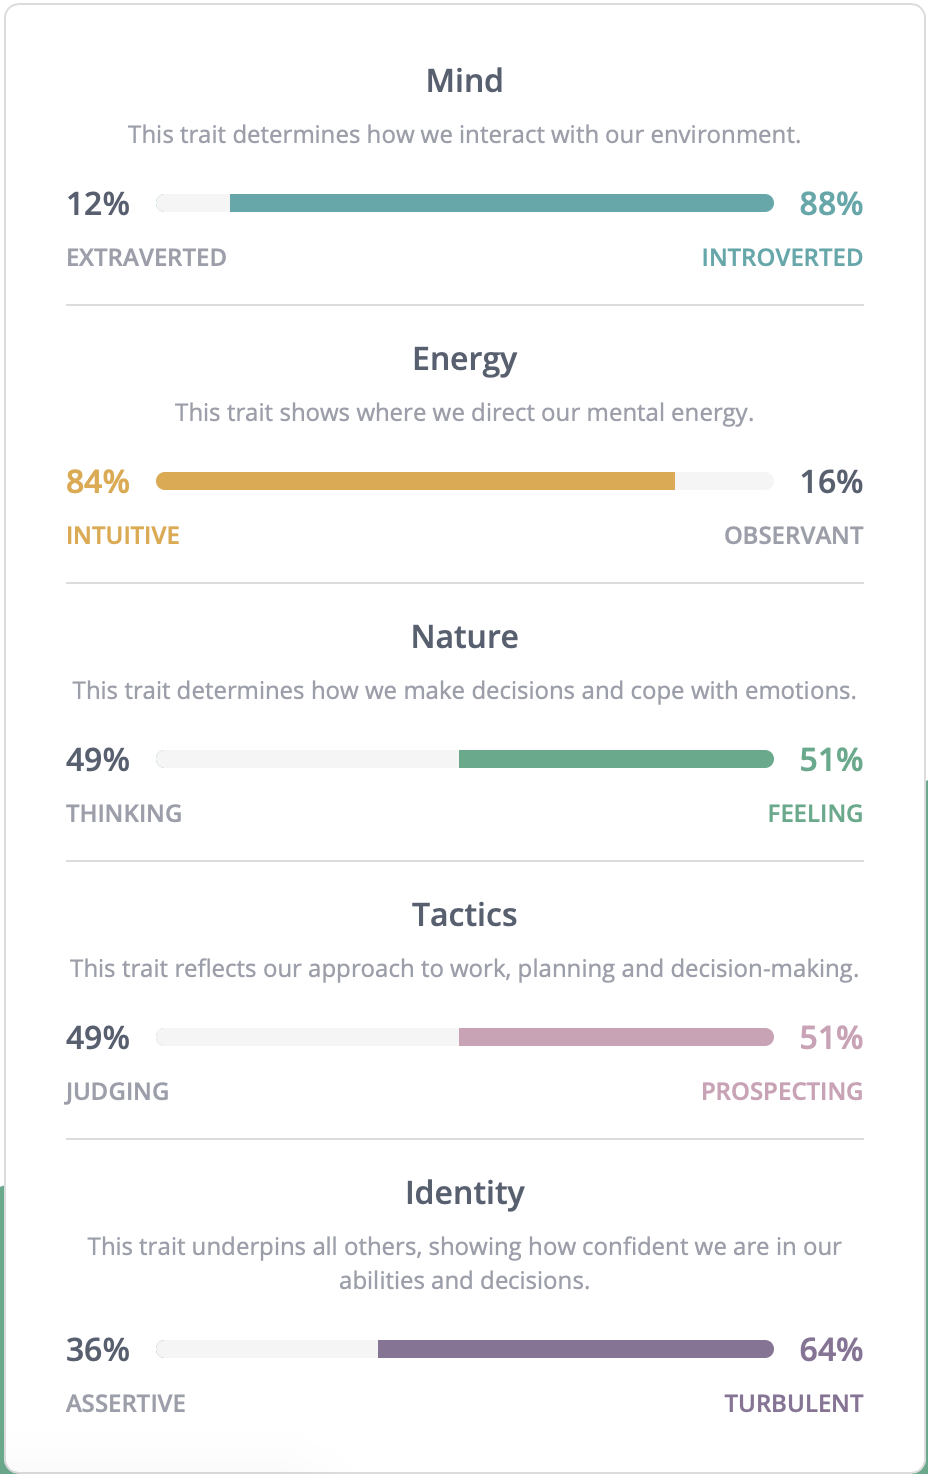 Mind
This trait determines how we interact with our environment.
12% 88%
EXTRAVERTED INTROVERTED
Energy
This trait shows where we direct our mental energy.
84% 16%
INTUITIVE OBSERVANT
Nature
This trait determines how we make decisions and cope with emotions.
49% 51%
THINKING FEELING
Tactics
This trait reflects our approach to work, planning and decision-making.
49% 51%
JUDGING PROSPECTING
Identity
This trait underpins all others, showing how confident we are in our
abilities and decisions.
36% 64%
ASSERTIVE TURBULENT